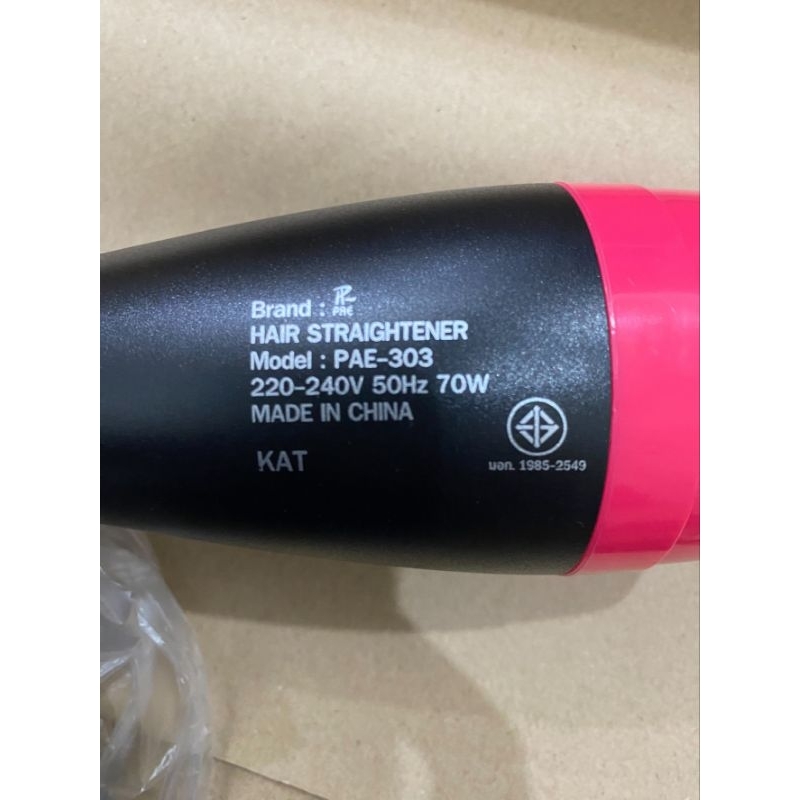 Brand : PAE
HAIR STRAIGHTENER
Model : PAE-303
220-240V 50Hz 70W
MADE IN CHINA
KAT
มอก. 1985-2549